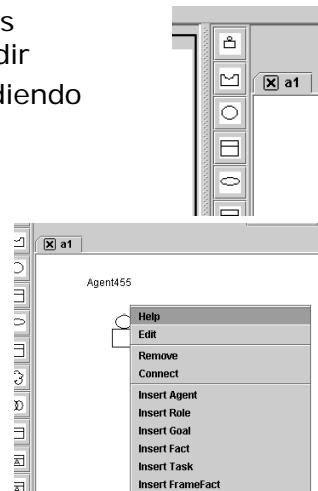 s
dir
diendo
a1
a1
Agent455
Help
Edit
Remove
Connect
Insert Agent
Insert Role
Insert Goal
Insert Fact
Insert Task
Insert FrameFact